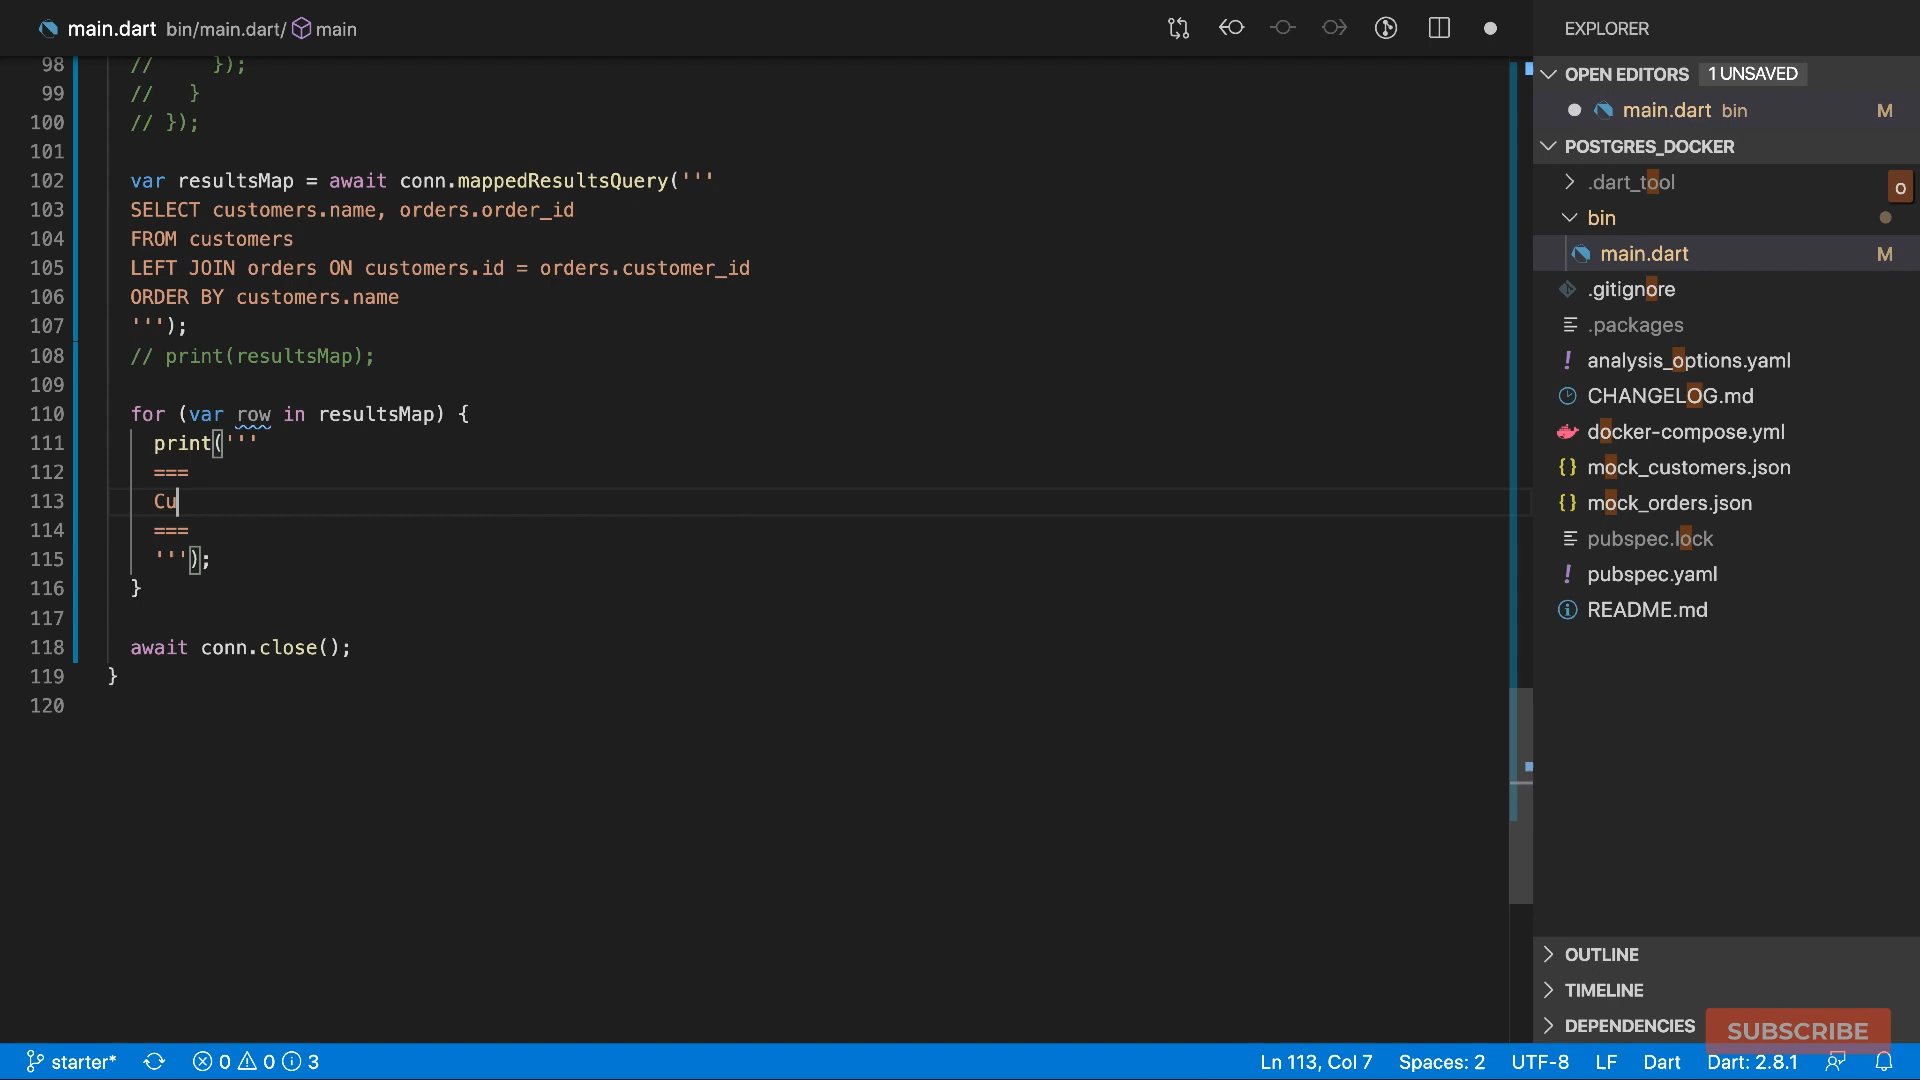 main.dart bin/main.dart/ main
98 //      });
99 //   }
100 // });
101
102 var resultsMap = await conn.mappedResultsQuery('''
103 SELECT customers.name, orders.order_id
104 FROM customers
105 LEFT JOIN orders ON customers.id = orders.customer_id
106 ORDER BY customers.name
107 ''');
108 // print(resultsMap);
109
110 for (var row in resultsMap) {
111 print('''
112 ===
113 Cu
114 ===
115 ''');
116 }
117
118 await conn.close();
119 }
120
EXPLORER
OPEN EDITORS 1 UNSAVED
main.dart bin M
POSTGRES_DOCKER
.dart_tool
o
bin
main.dart M
.gitignore
.packages
analysis_options.yaml
CHANGELOG.md
docker-compose.yml
mock_customers.json
mock_orders.json
pubspec.lock
pubspec.yaml
README.md
OUTLINE
TIMELINE
DEPENDENCIES
SUBSCRIBE
starter* 0 0 3 Ln 113, Col 7 Spaces: 2 UTF-8 LF Dart Dart: 2.8.1